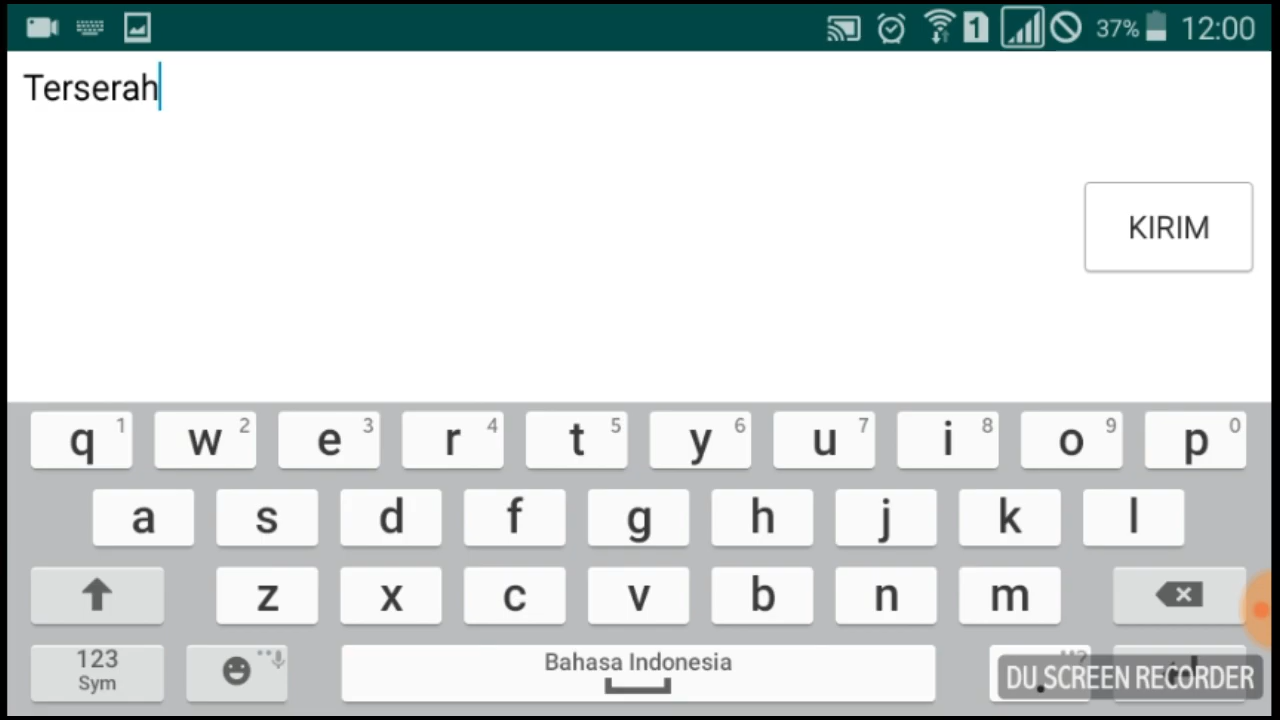 1 37% 12:00
Terserah
KIRIM
q 1 w 2 e 3 r 4 t 5 y 6 u 7 i 8 o 9 p 0
a s d f g h j k l
z x c v b n m
123 Bahasa Indonesia
Sym
DU SCREEN RECORDER